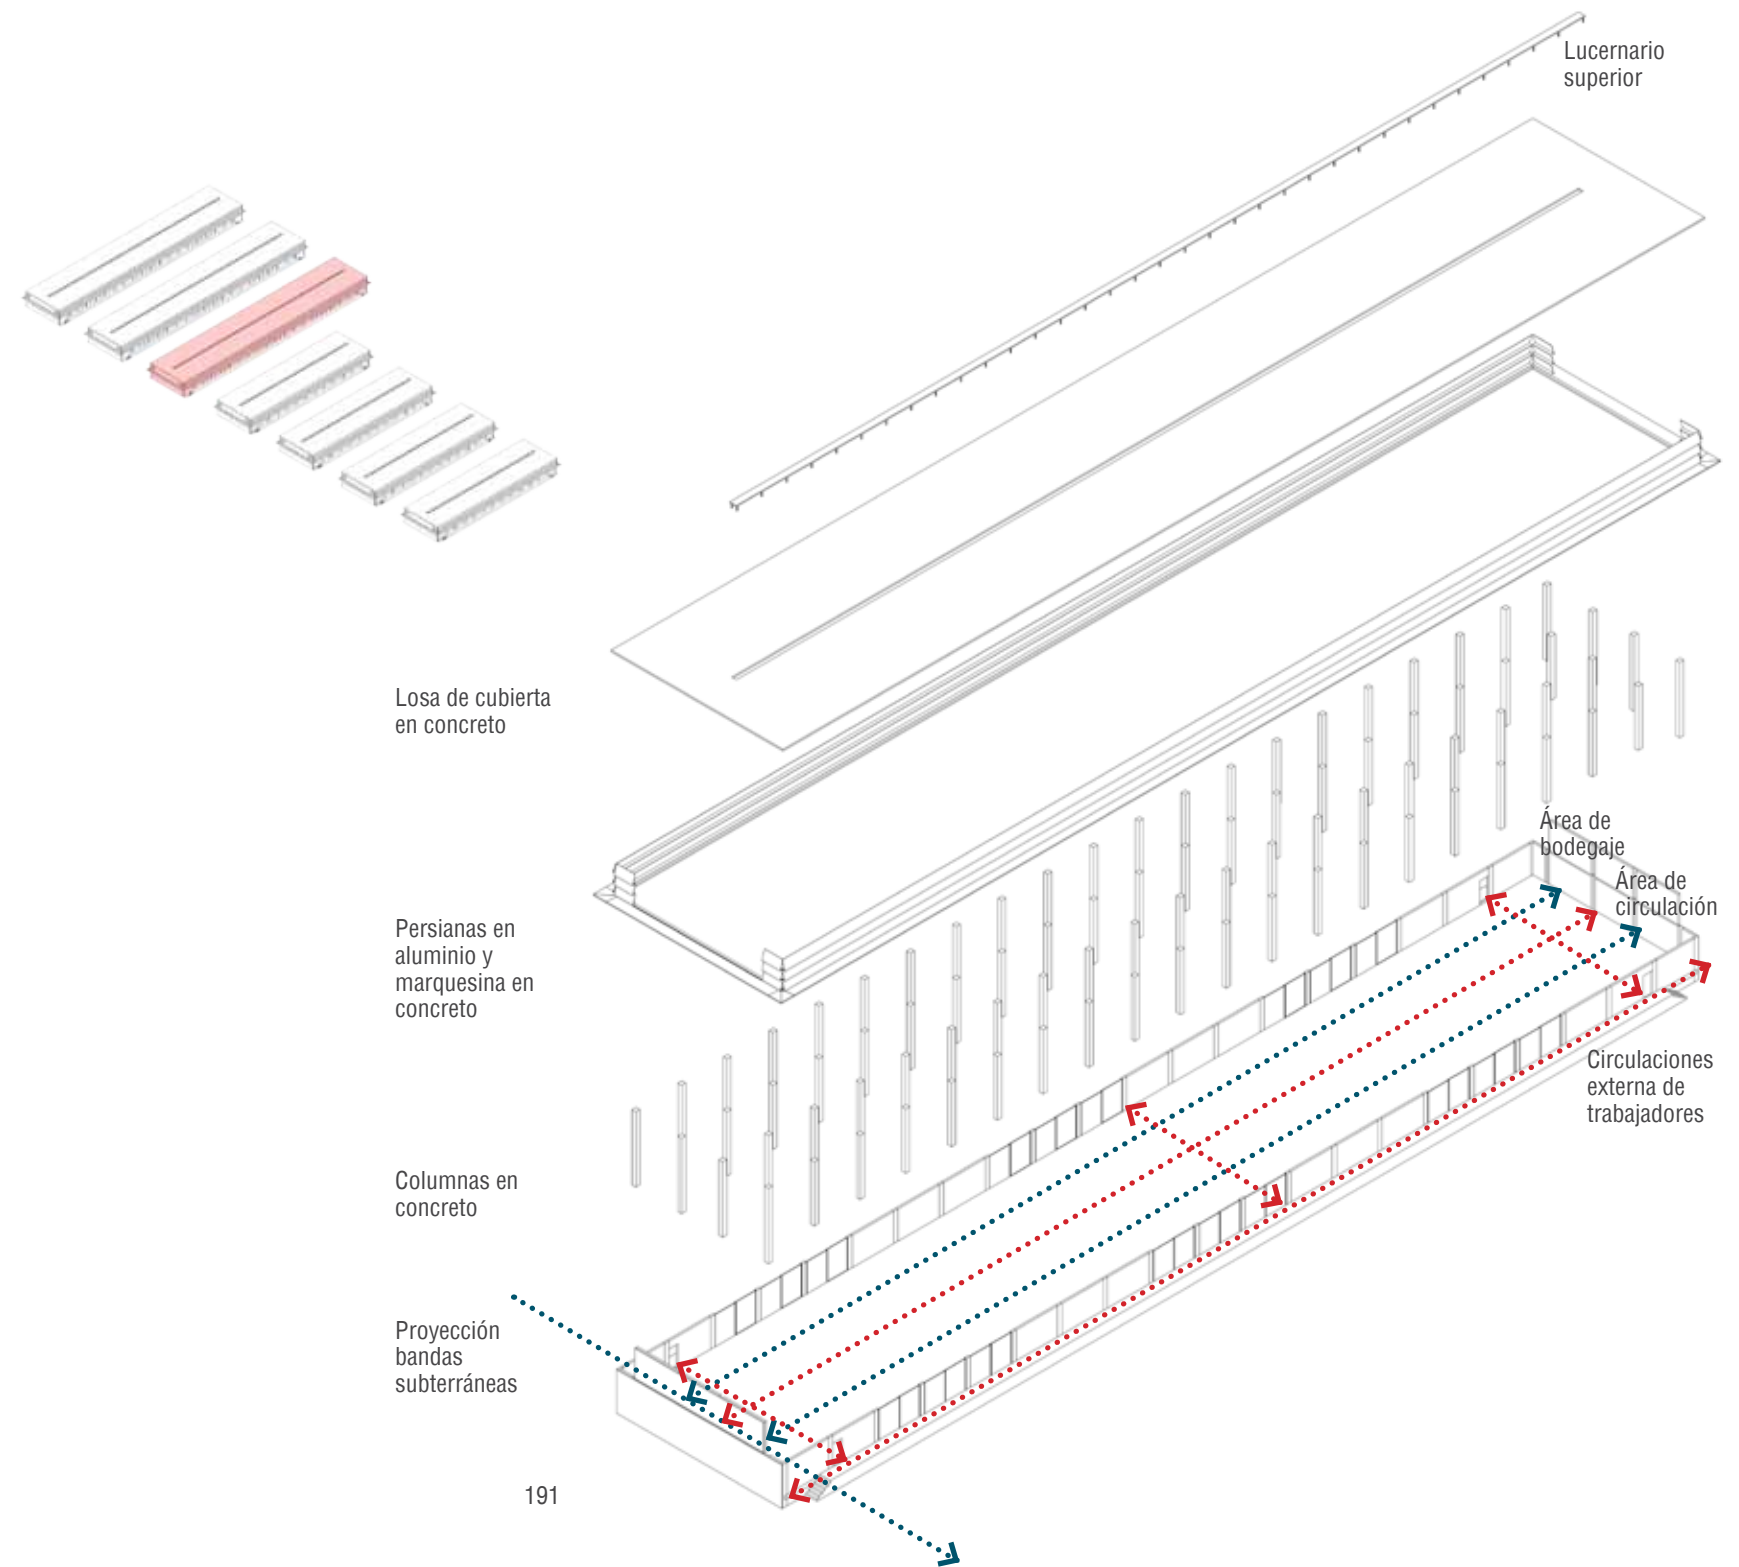 Lucernario
superior
Losa de cubierta
en concreto
Persianas en
aluminio y
marquesina en
concreto
Área de
bodegaje
Área de
circulación
Circulaciones
externa de
trabajadores
Columnas en
concreto
Proyección
bandas
subterráneas
191